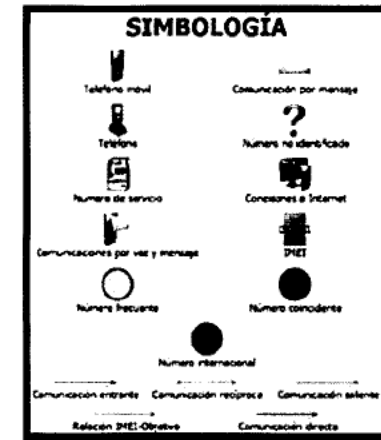 SIMBOLOGÍA
Teléfono móvil
Comunicación por mensaje
Teléfono
Número no identificado
Numero de servicio
Conexiones a Internet
Comunicaciones por voz y mensaje
IMEI
Número frecuente
Número coincidente
Número internacional
Comunicación entrante Comunicación recíproca Comunicación saliente
Relación IMEI-Objetivo Comunicación directa